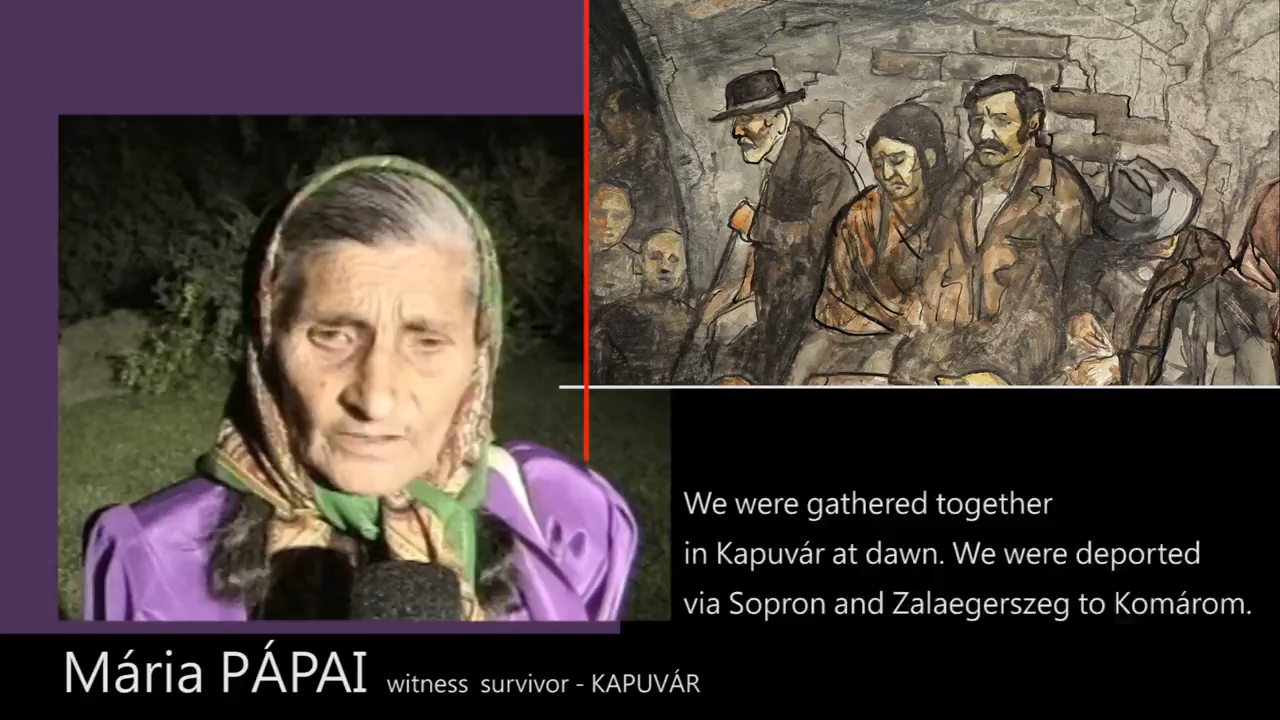 We were gathered together
in Kapuvár at dawn. We were deported
via Sopron and Zalaegerszeg to Komárom.
Mária PÁPAI witness survivor - KAPUVÁR